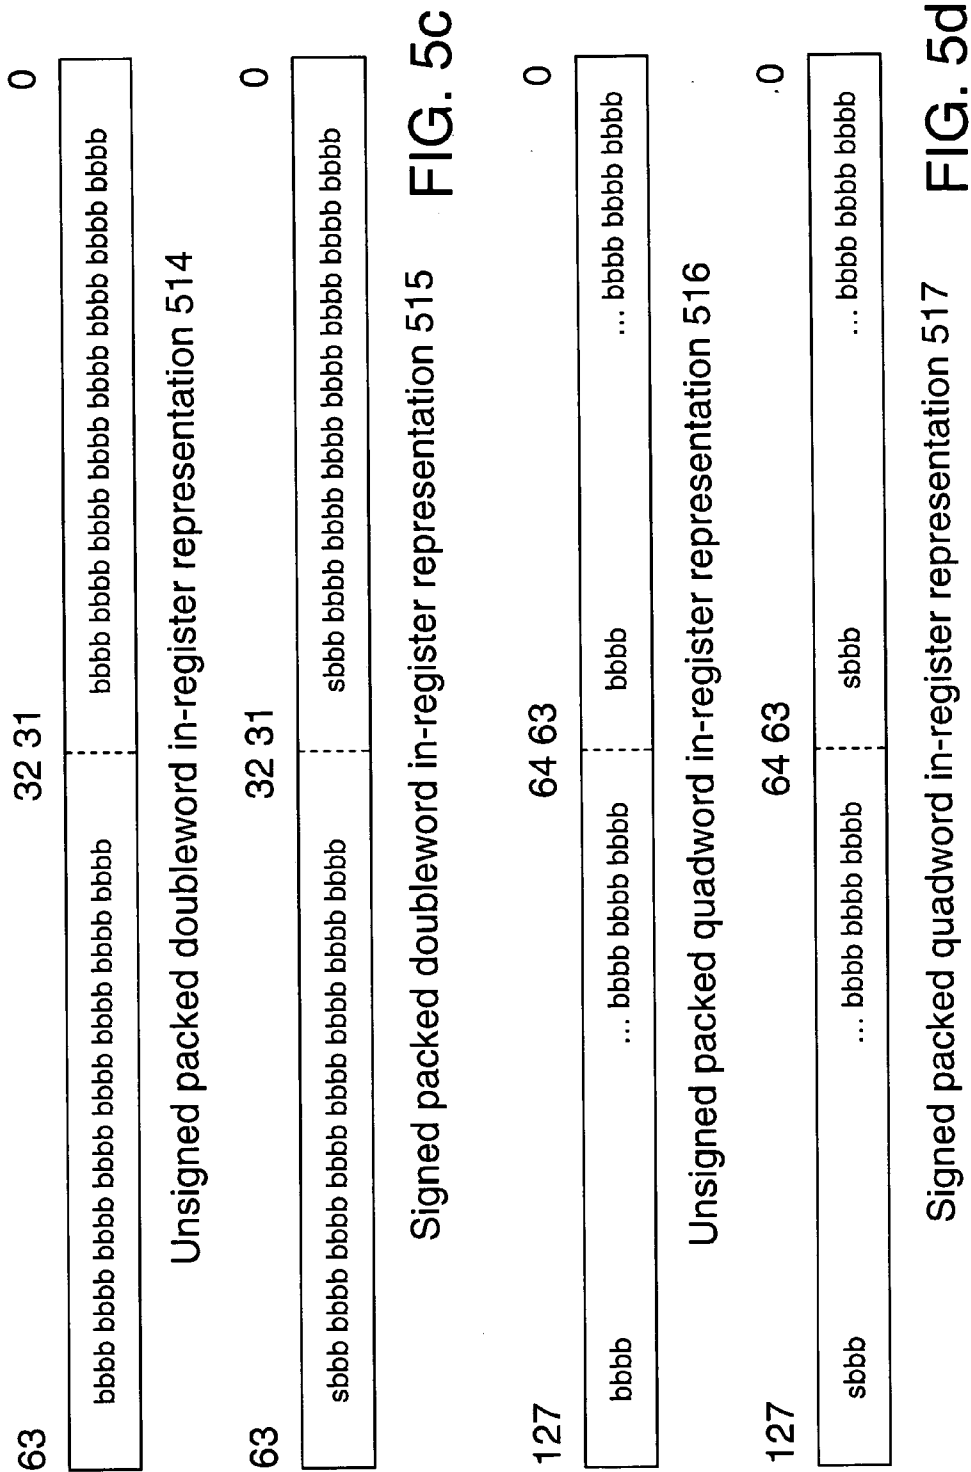 63 32 31 0
bbbb bbbb bbbb bbbb bbbb bbbb bbbb bbbb bbbb bbbb bbbb bbbb bbbb bbbb bbbb bbbb
Unsigned packed doubleword in-register representation 514
63 32 31 0
sbbb bbbb bbbb bbbb bbbb bbbb bbbb bbbb sbbb bbbb bbbb bbbb bbbb bbbb bbbb bbbb
Signed packed doubleword in-register representation 515 FIG. 5c
127 64 63 0
bbbb ... bbbb bbbb bbbb bbbb ... bbbb bbbb bbbb
Unsigned packed quadword in-register representation 516
127 64 63 0
sbbb ... bbbb bbbb bbbb sbbb ... bbbb bbbb bbbb
Signed packed quadword in-register representation 517 FIG. 5d